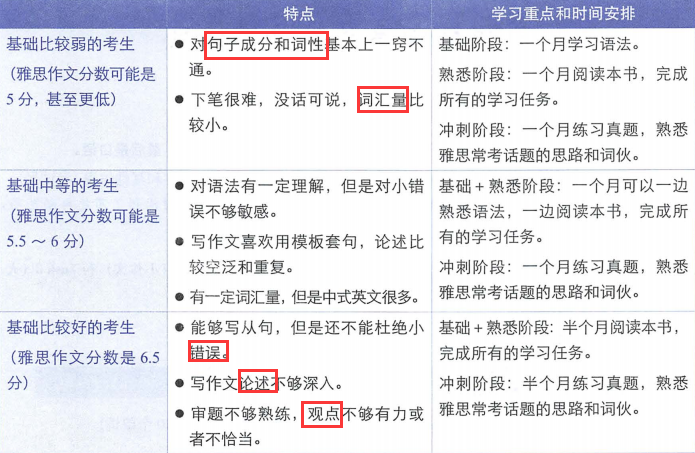 特点
学习重点和时间安排
基础比较弱的考生
（雅思作文分数可能是
5 分，甚至更低）
● 对句子成分和词性基本上一窍不
通。
● 下笔很难，没话可说，词汇量比
较小。
基础阶段：一个月学习语法。
熟悉阶段：一个月阅读本书，完成
所有的学习任务。
冲刺阶段：一个月练习真题，熟悉
雅思常考话题的思路和词伙。
基础中等的考生
（雅思作文分数可能是
5.5 ～ 6 分）
● 对语法有一定理解，但是对小错
误不够敏感。
● 写作文喜欢用模板套句，论述比
较空泛和重复。
● 有一定词汇量，但是中式英文很多。
基础 + 熟悉阶段：一个月可以一边
熟悉语法，一边阅读本书，完成所
有的学习任务。
冲刺阶段：一个月练习真题，熟悉
雅思常考话题的思路和词伙。
基础比较好的考生
（雅思作文分数是 6.5
分）
● 能够写从句，但是还不能杜绝小
错误。
● 写作文论述不够深入。
● 审题不够熟练，观点不够有力或
者不恰当。
基础 + 熟悉阶段：半个月阅读本书，
完成所有的学习任务。
冲刺阶段：半个月练习真题，熟悉
雅思常考话题的思路和词伙。